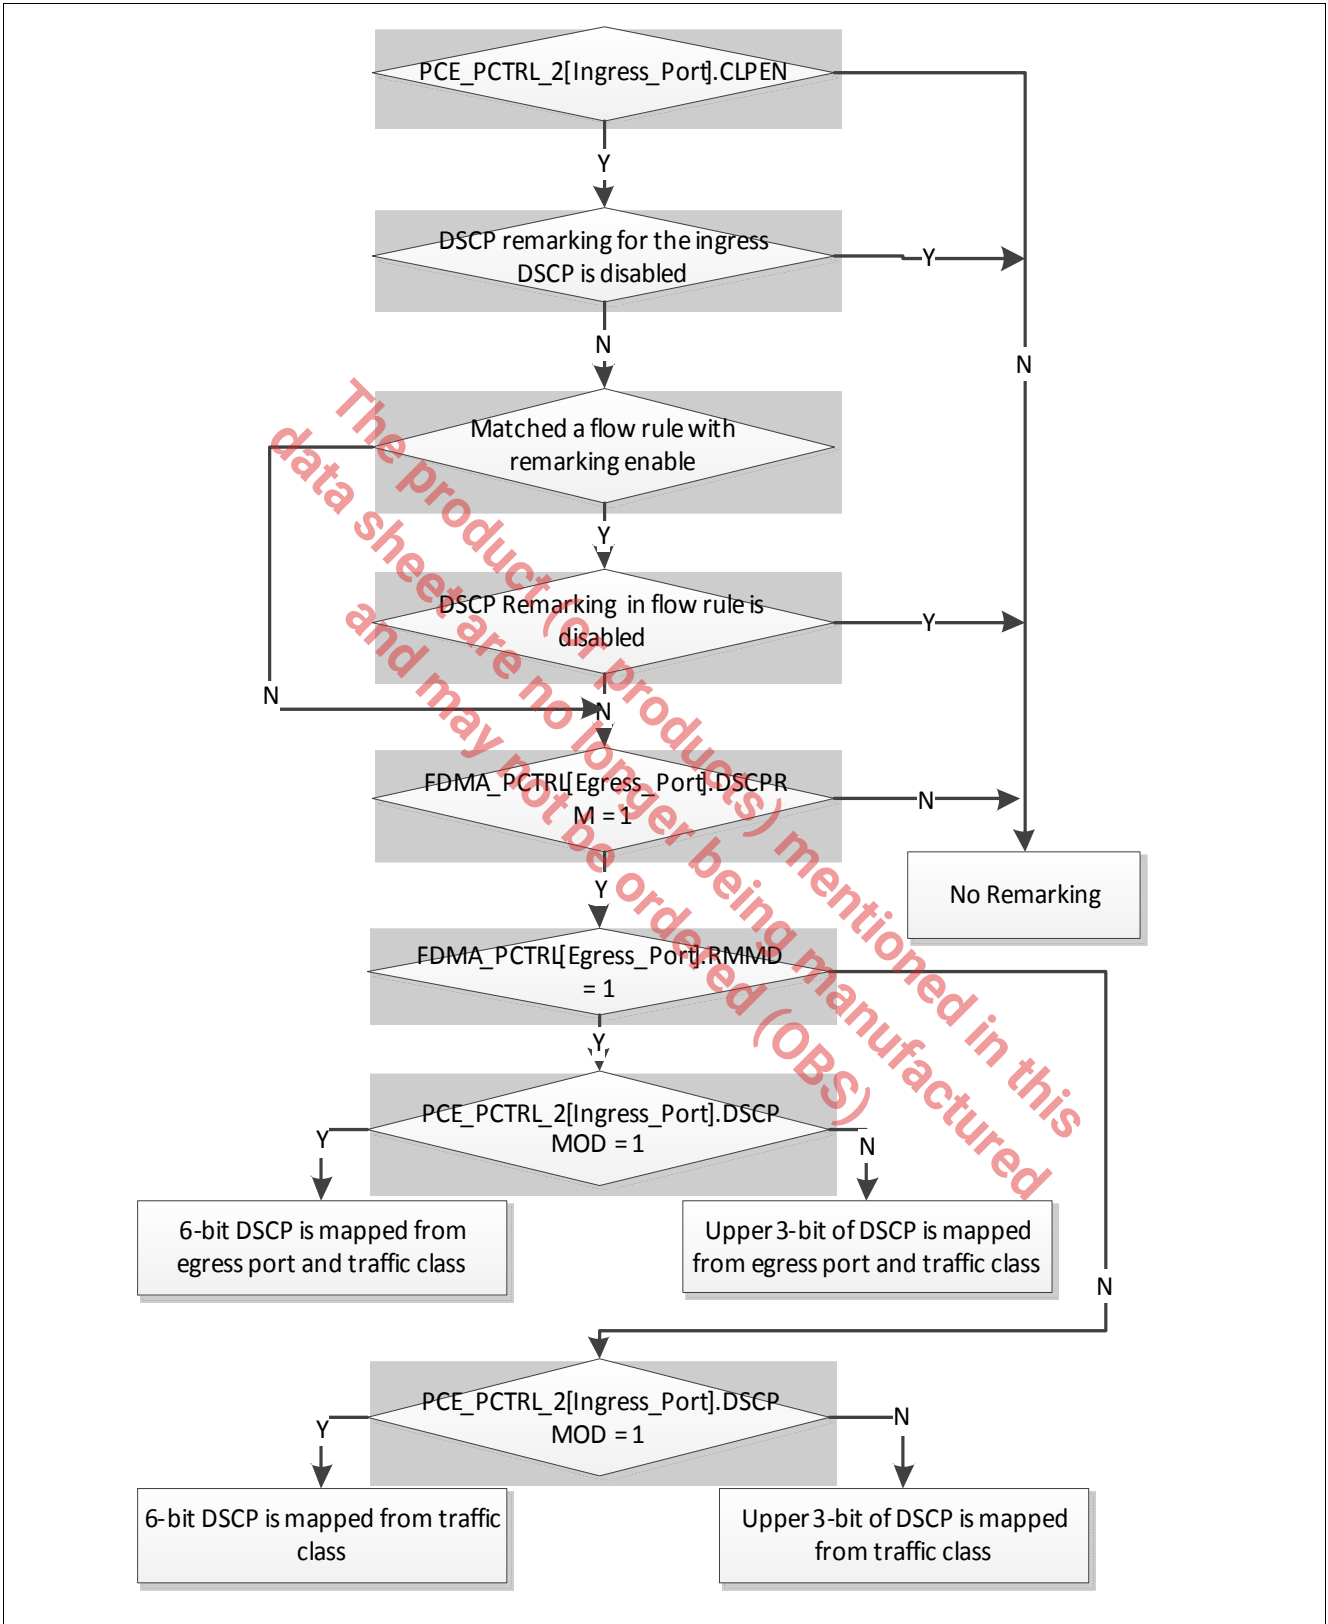 PCE_PCTRL_2[Ingress_Port].CLPEN
Y
DSCP remarking for the ingress
DSCP is disabled
Y
N
N
Matched a flow rule with
remarking enable
Y
DSCP Remarking in flow rule is
disabled
Y
N
N
FDMA_PCTRL[Egress_Port].DSCPR
M = 1
N
Y
No Remarking
FDMA_PCTRL[Egress_Port].RMMD
= 1
Y
PCE_PCTRL_2[Ingress_Port].DSCP
MOD = 1
Y
N
6-bit DSCP is mapped from
egress port and traffic class
Upper 3-bit of DSCP is mapped
from egress port and traffic class
N
PCE_PCTRL_2[Ingress_Port].DSCP
MOD = 1
Y
N
6-bit DSCP is mapped from traffic
class
Upper 3-bit of DSCP is mapped
from traffic class
The product (or products) mentioned in this
data sheet are no longer being manufactured
and may not be ordered (OBS)